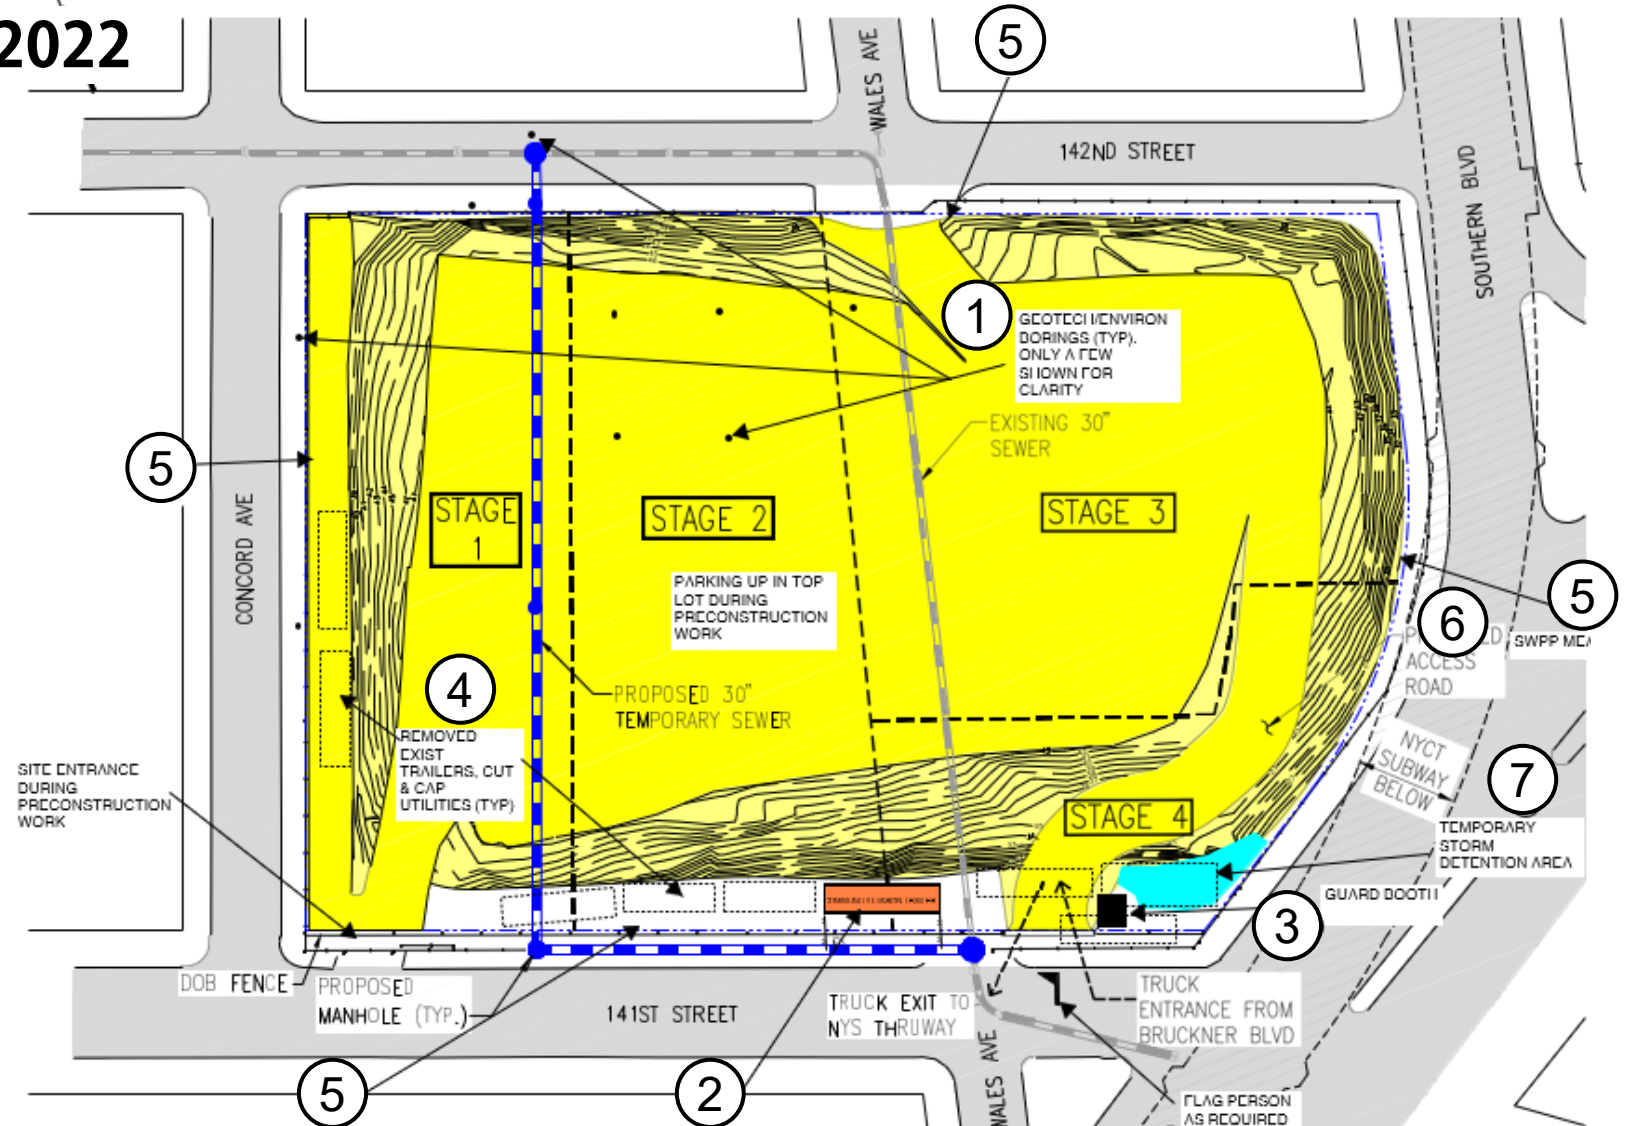 2022
5
WALES AVE
142ND STREET
SOUTHERN BLVD
1
GEOTECH/ENVIRON
BORINGS (TYP).
ONLY A FEW
SHOWN FOR
CLARITY
EXISTING 30"
SEWER
5
CONCORD AVE
STAGE
1
STAGE 2
STAGE 3
PARKING UP IN TOP
LOT DURING
PRECONSTRUCTION
WORK
5
6
SWPP
ACCESS
ROAD
4
PROPOSED 30"
TEMPORARY SEWER
REMOVED
EXIST
TRAILERS, CUT
& CAP
UTILITIES (TYP)
SITE ENTRANCE
DURING
PRECONSTRUCTION
WORK
NYCT
SUBWAY
BELOW
7
STAGE 4
TEMPORARY
STORM
DETENTION AREA
GUARD BOOTH
3
DOB FENCE
PROPOSED
MANHOLE (TYP.)
141ST STREET
TRUCK EXIT TO
NYS THRUWAY
TRUCK
ENTRANCE FROM
BRUCKNER BLVD
WALES AVE
5
2
FLAG PERSON
AS REQUIRED